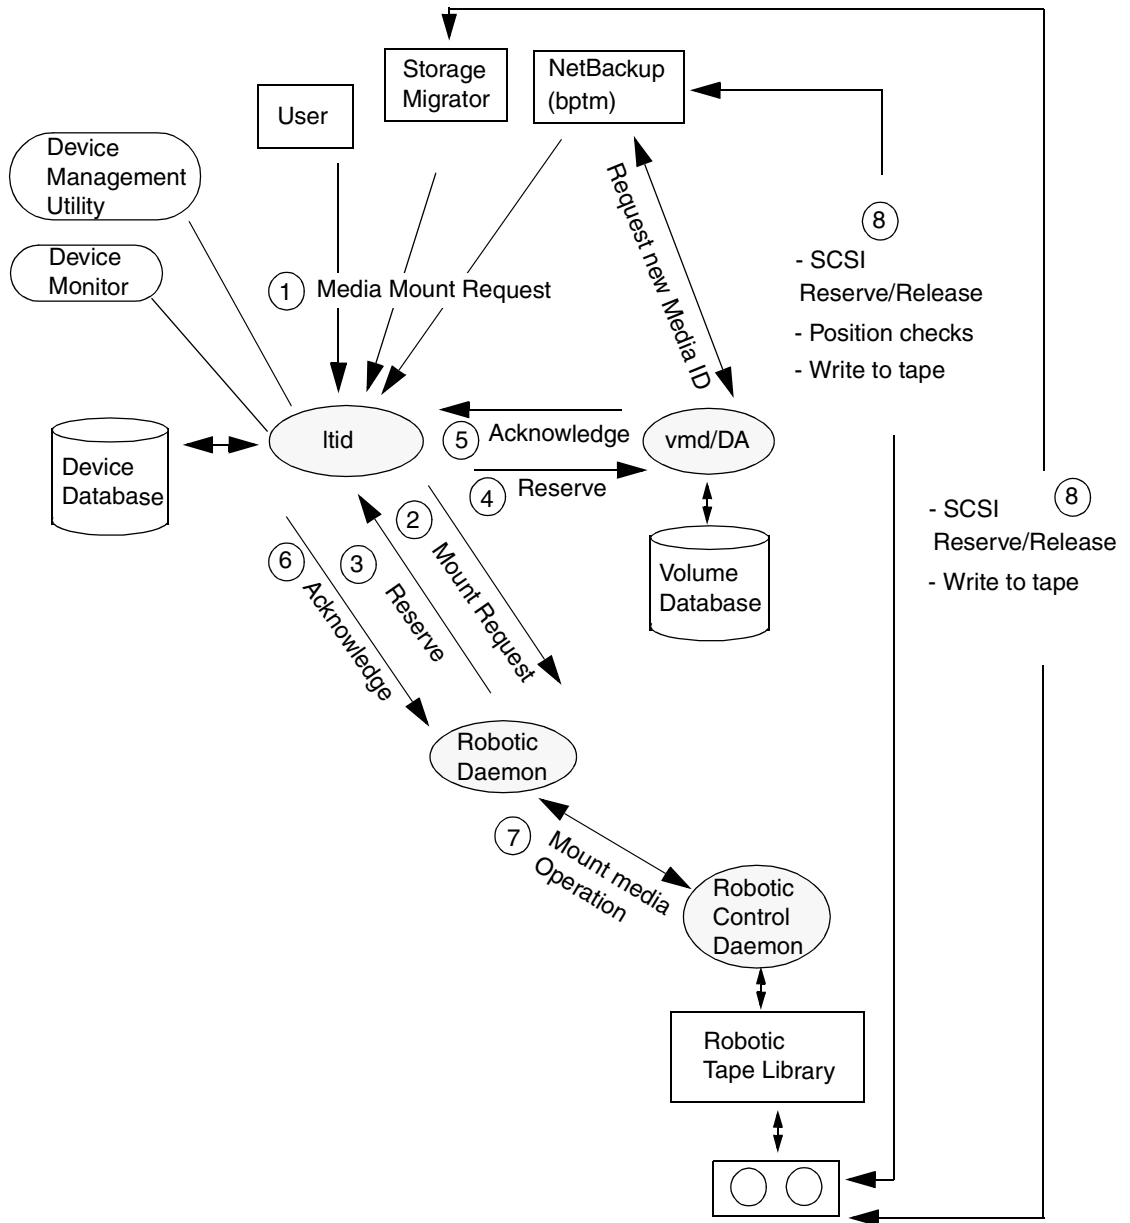 Storage
Migrator
NetBackup
(bptm)
User
Device
Management
Utility
Device
Monitor
Request new Media ID
8
- SCSI
Reserve/Release
- Position checks
- Write to tape
1
Media Mount Request
ltid
5
Acknowledge
vmd/DA
4
Reserve
Device
Database
8
- SCSI
Reserve/Release
- Write to tape
2
Mount Request
3
Reserve
6
Acknowledge
Volume
Database
Robotic
Daemon
7
Mount media
Operation
Robotic
Control
Daemon
Robotic
Tape Library